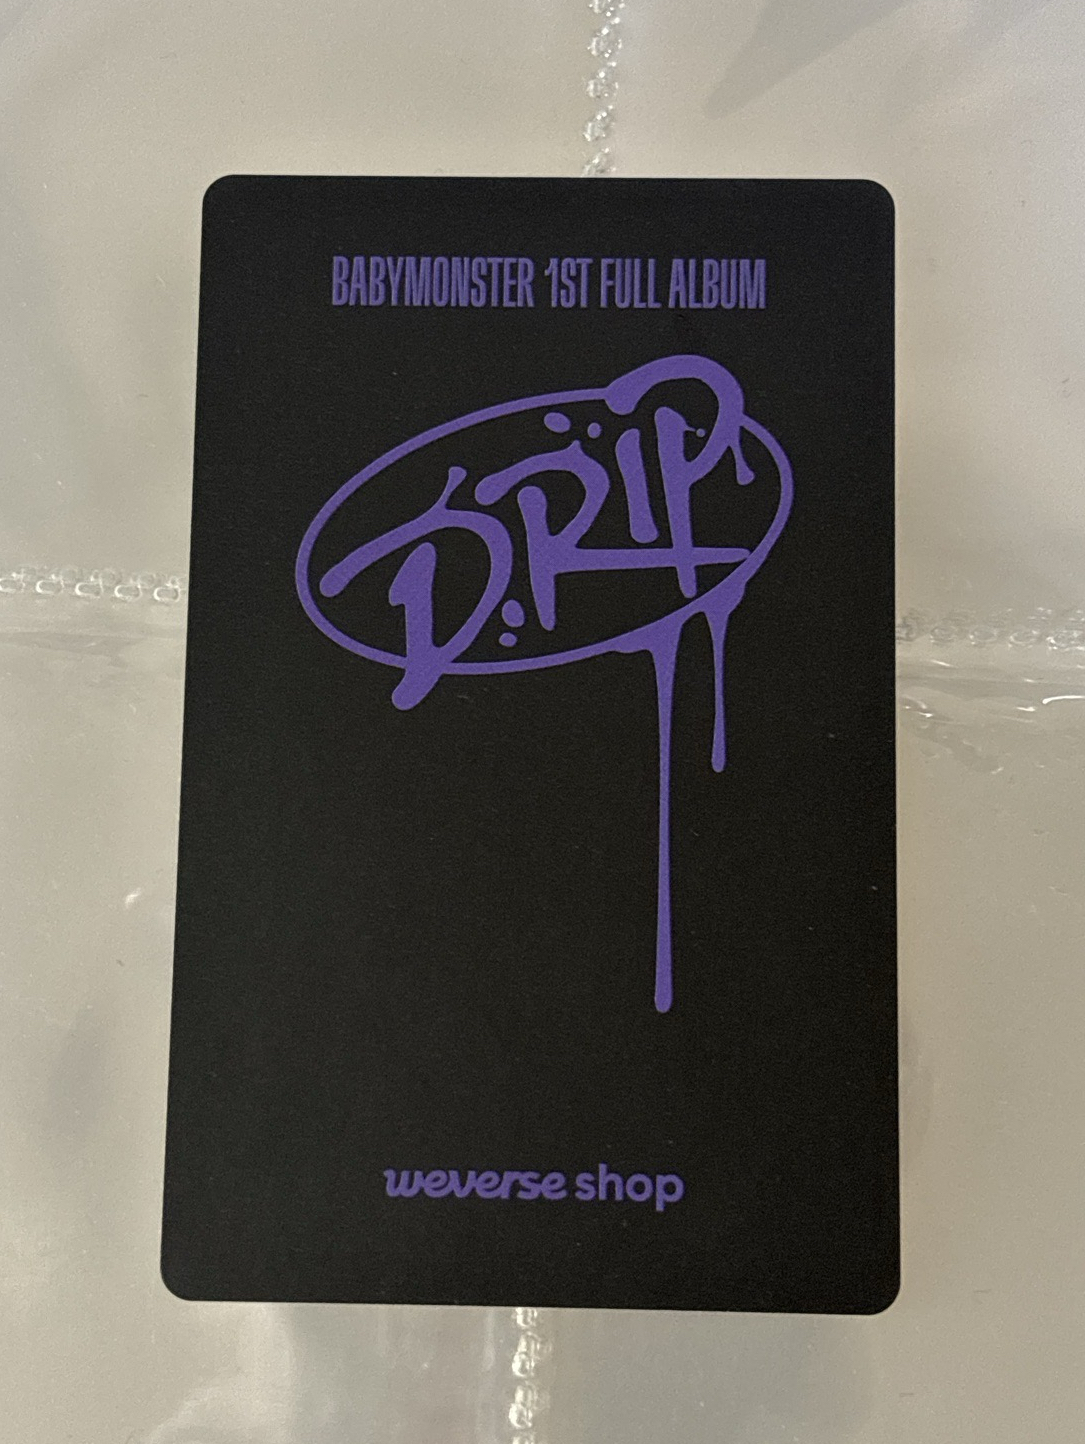 BABYMONSTER 1ST FULL ALBUM
DRIP
weverse shop